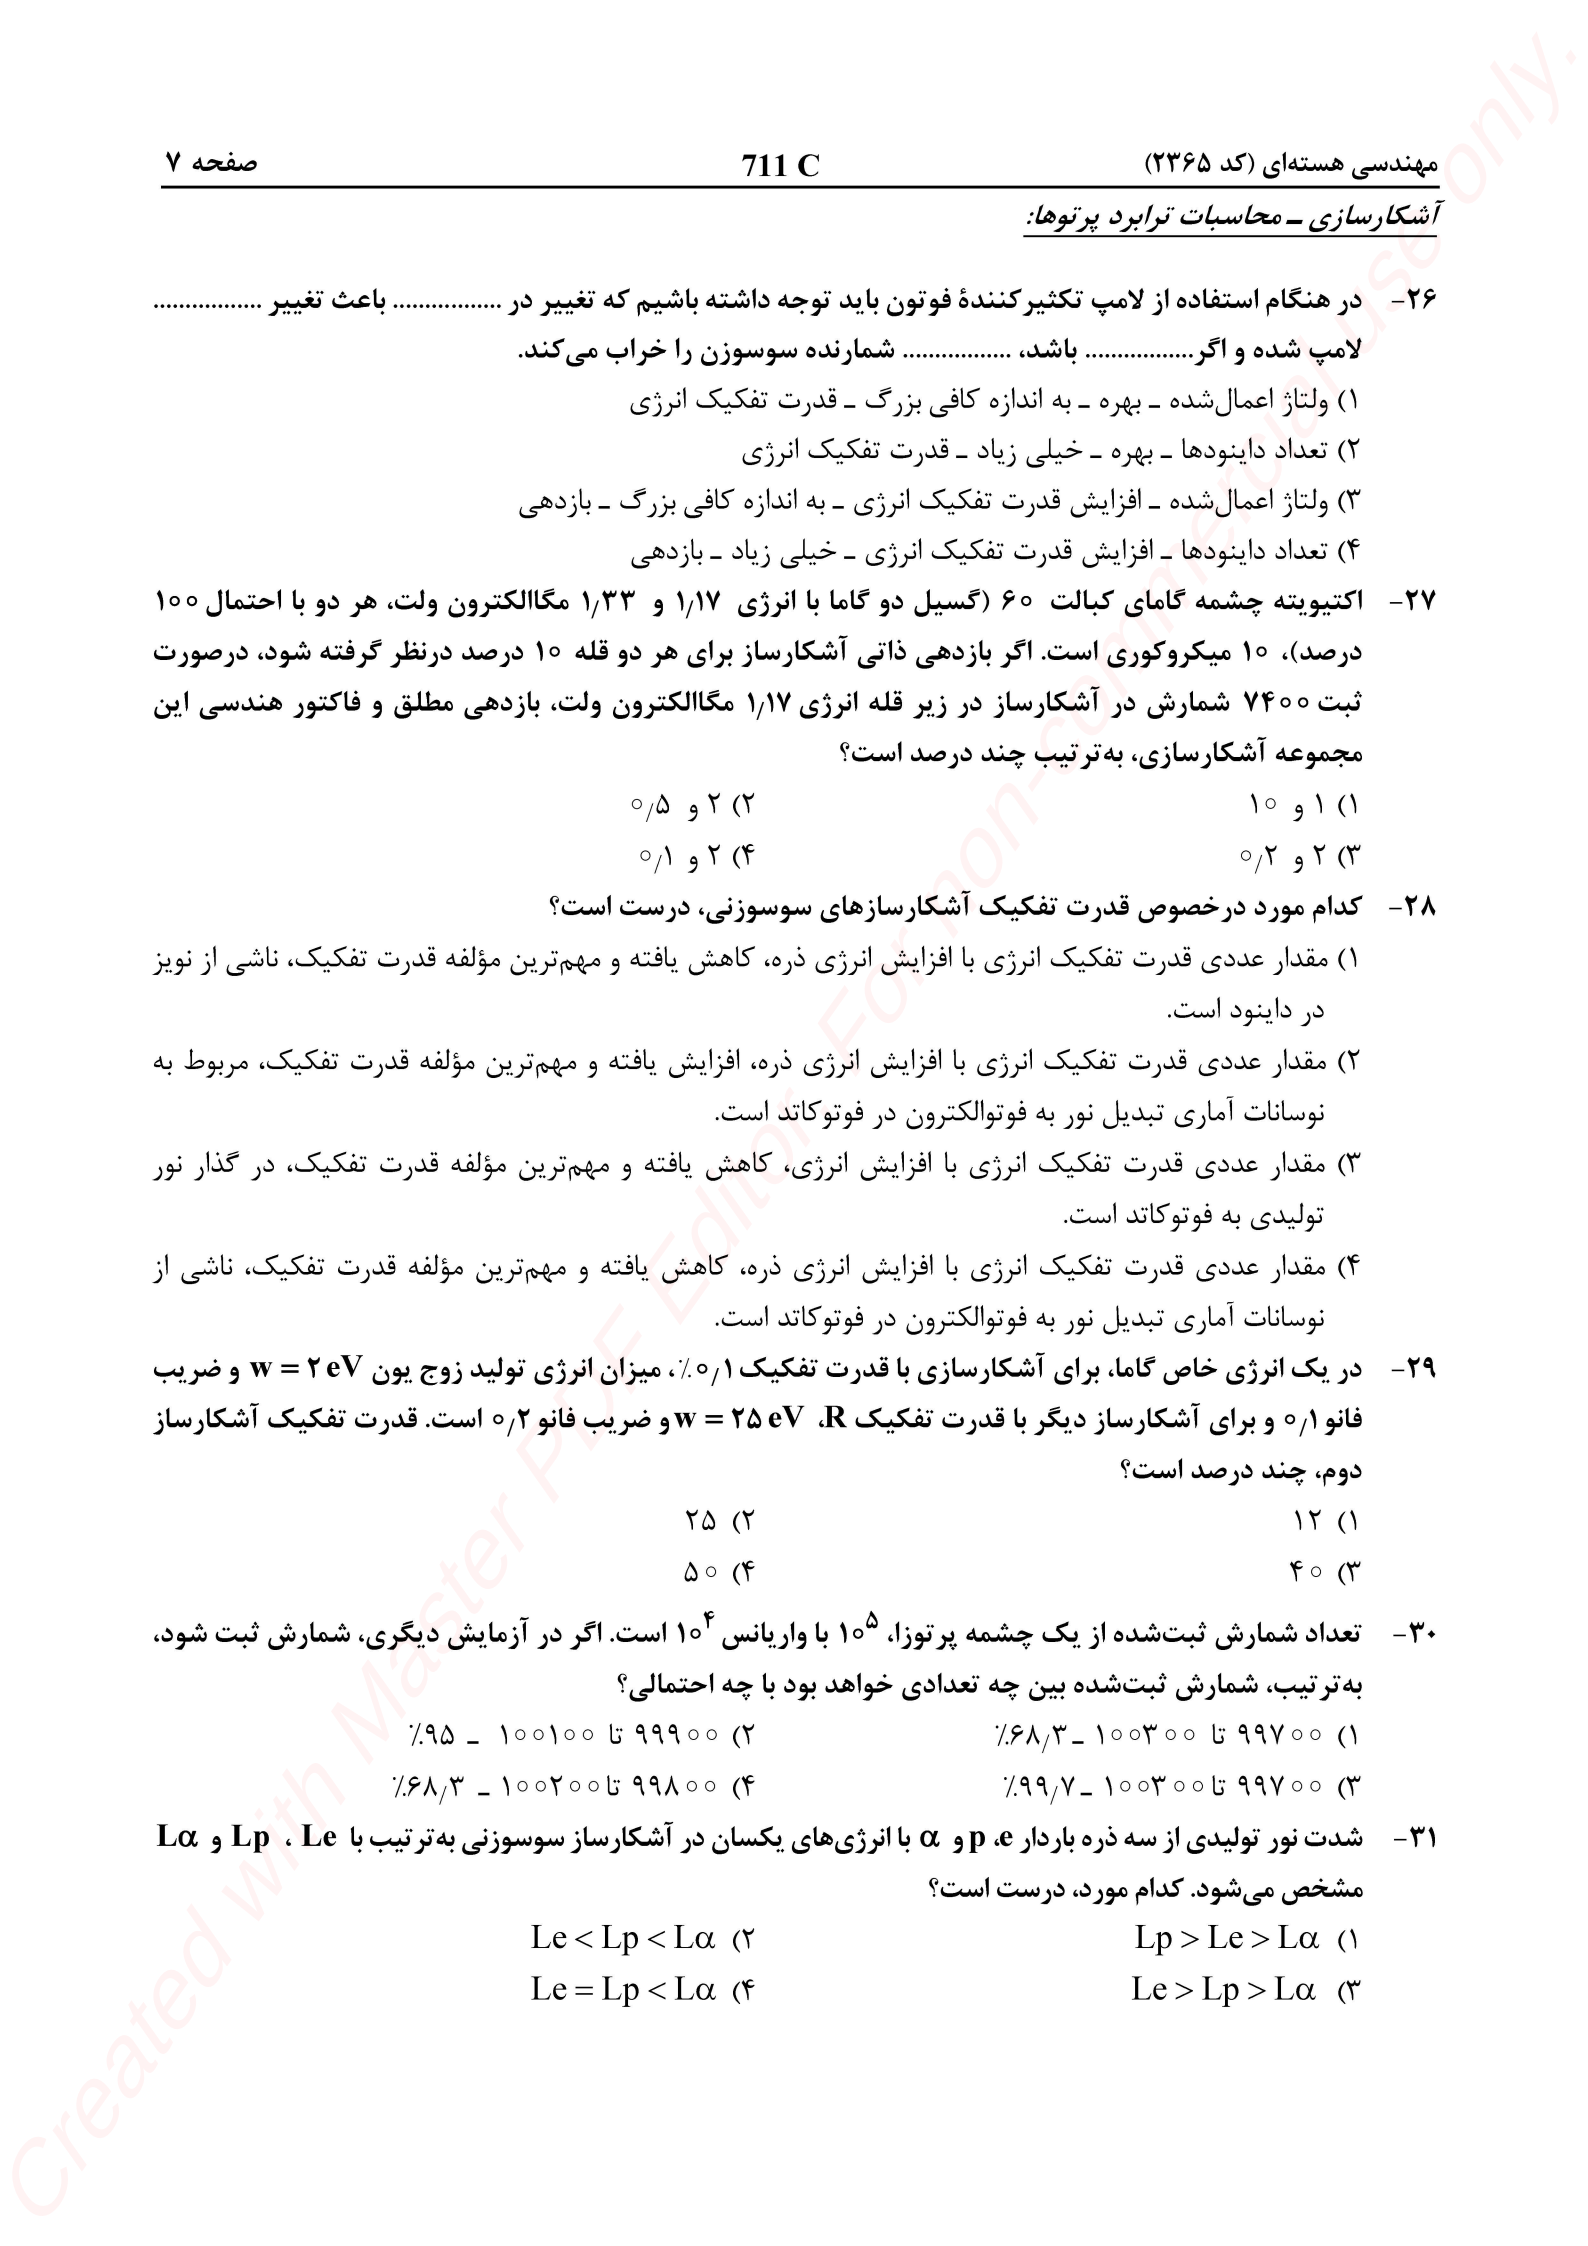 مهندسی هسته‌ای (کد ۲۳۶۵) 711 C صفحه ۷
آشکارسازی ـ محاسبات ترابرد پرتوها:
۲۶- در هنگام استفاده از لامپ تکثیرکنندهٔ فوتون باید توجه داشته باشیم که تغییر در ................. باعث تغییر .................
لامپ شده و اگر................. باشد، ................. شمارنده سوسوزن را خراب می‌کند.
۱) ولتاژ اعمال‌شده ـ بهره ـ به اندازه کافی بزرگ ـ قدرت تفکیک انرژی
۲) تعداد داینودها ـ بهره ـ خیلی زیاد ـ قدرت تفکیک انرژی
۳) ولتاژ اعمال‌شده ـ افزایش قدرت تفکیک انرژی ـ به اندازه کافی بزرگ ـ بازدهی
۴) تعداد داینودها ـ افزایش قدرت تفکیک انرژی ـ خیلی زیاد ـ بازدهی
۲۷- اکتیویته چشمه گامای کبالت ۶۰ (گسیل دو گاما با انرژی ۱/۱۷ و ۱/۳۳ مگاالکترون ولت، هر دو با احتمال ۱۰۰
درصد)، ۱۰ میکروکوری است. اگر بازدهی ذاتی آشکارساز برای هر دو قله ۱۰ درصد درنظر گرفته شود، درصورت
ثبت ۷۴۰۰ شمارش در آشکارساز در زیر قله انرژی ۱/۱۷ مگاالکترون ولت، بازدهی مطلق و فاکتور هندسی این
مجموعه آشکارسازی، به‌ترتیب چند درصد است؟
۱) ۱ و ۱۰ ۲) ۲ و ۰/۵
۳) ۲ و ۰/۲ ۴) ۲ و ۰/۱
۲۸- کدام مورد درخصوص قدرت تفکیک آشکارسازهای سوسوزنی، درست است؟
۱) مقدار عددی قدرت تفکیک انرژی با افزایش انرژی ذره، کاهش یافته و مهم‌ترین مؤلفه قدرت تفکیک، ناشی از نویز
در داینود است.
۲) مقدار عددی قدرت تفکیک انرژی با افزایش انرژی ذره، افزایش یافته و مهم‌ترین مؤلفه قدرت تفکیک، مربوط به
نوسانات آماری تبدیل نور به فوتوالکترون در فوتوکاتد است.
۳) مقدار عددی قدرت تفکیک انرژی با افزایش انرژی، کاهش یافته و مهم‌ترین مؤلفه قدرت تفکیک، در گذار نور
تولیدی به فوتوکاتد است.
۴) مقدار عددی قدرت تفکیک انرژی با افزایش انرژی ذره، کاهش یافته و مهم‌ترین مؤلفه قدرت تفکیک، ناشی از
نوسانات آماری تبدیل نور به فوتوالکترون در فوتوکاتد است.
۲۹- در یک انرژی خاص گاما، برای آشکارسازی با قدرت تفکیک ۰/۱٪، میزان انرژی تولید زوج یون w = ۲ eV و ضریب
فانو ۰/۱ و برای آشکارساز دیگر با قدرت تفکیک R، w = ۲۵ eV و ضریب فانو ۰/۲ است. قدرت تفکیک آشکارساز
دوم، چند درصد است؟
۱) ۱۲ ۲) ۲۵
۳) ۴۰ ۴) ۵۰
۳۰- تعداد شمارش ثبت‌شده از یک چشمه پرتوزا، ۱۰⁵ با واریانس ۱۰⁴ است. اگر در آزمایش دیگری، شمارش ثبت شود،
به‌ترتیب، شمارش ثبت‌شده بین چه تعدادی خواهد بود با چه احتمالی؟
۱) ۹۹۷۰۰ تا ۱۰۰۳۰۰ ـ ۶۸/۳٪ ۲) ۹۹۹۰۰ تا ۱۰۰۱۰۰ ـ ۹۵٪
۳) ۹۹۷۰۰ تا ۱۰۰۳۰۰ ـ ۹۹/۷٪ ۴) ۹۹۸۰۰ تا ۱۰۰۲۰۰ ـ ۶۸/۳٪
۳۱- شدت نور تولیدی از سه ذره باردار e، p و α با انرژی‌های یکسان در آشکارساز سوسوزنی به‌ترتیب با Le ، Lp و Lα
مشخص می‌شود. کدام مورد، درست است؟
۱) Lp > Le > Lα ۲) Le < Lp < Lα
۳) Le > Lp > Lα ۴) Le = Lp < Lα
Created with Master PDF Editor. For non-commercial use only.